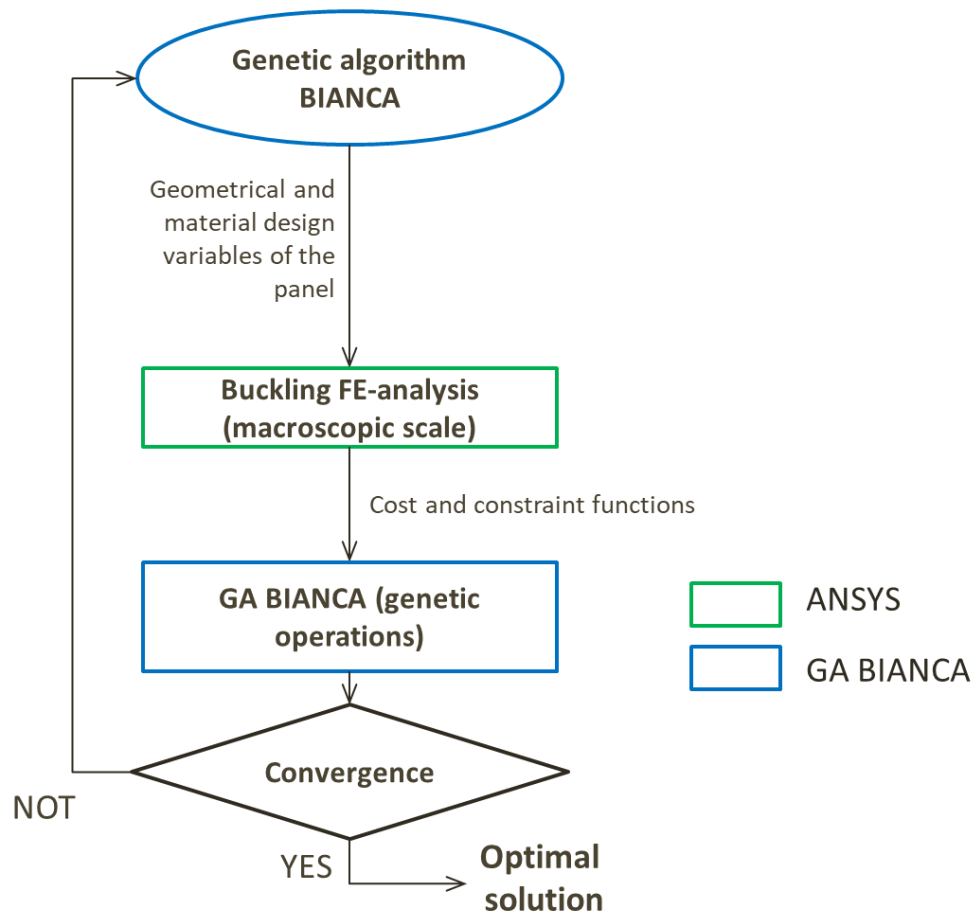 Genetic algorithm
BIANCA
Geometrical and
material design
variables of the
panel
Buckling FE-analysis
(macroscopic scale)
Cost and constraint functions
GA BIANCA (genetic
operations)
ANSYS
GA BIANCA
Convergence
NOT
YES
Optimal
solution